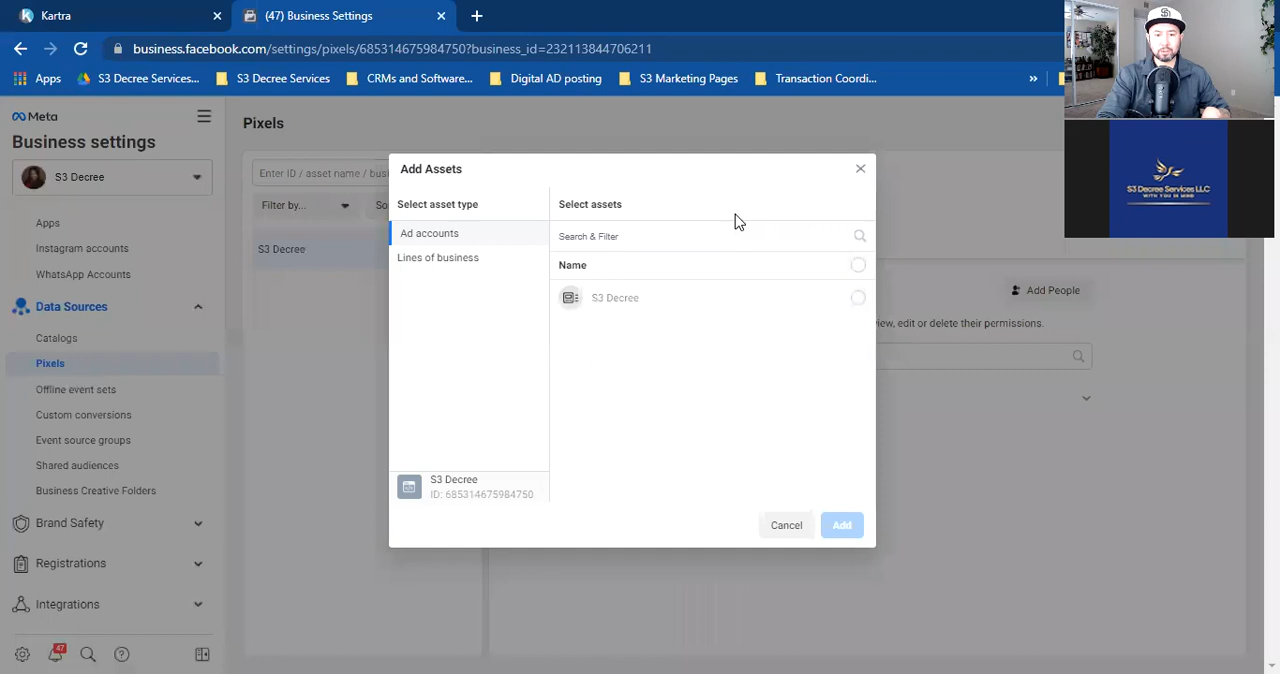 Kartra
(47) Business Settings
business.facebook.com/settings/pixels/685314675984750?business_id=232113844706211
Apps
S3 Decree Services...
S3 Decree Services
CRMs and Software...
Digital AD posting
S3 Marketing Pages
Transaction Coordi...
»
Meta
Business settings
S3 Decree
Apps
Instagram accounts
WhatsApp Accounts
Data Sources
Catalogs
Pixels
Offline event sets
Custom conversions
Event source groups
Shared audiences
Business Creative Folders
Brand Safety
Registrations
Integrations
47
Pixels
Enter ID / asset name / busi
Filter by...
S3 Decree
Add Assets
Select asset type
Ad accounts
Lines of business
S3 Decree
ID: 685314675984750
Select assets
Search & Filter
Name
S3 Decree
Cancel
Add
Add People
iew, edit or delete their permissions.
S3 Decree Services LLC
WITH YOU IN MIND